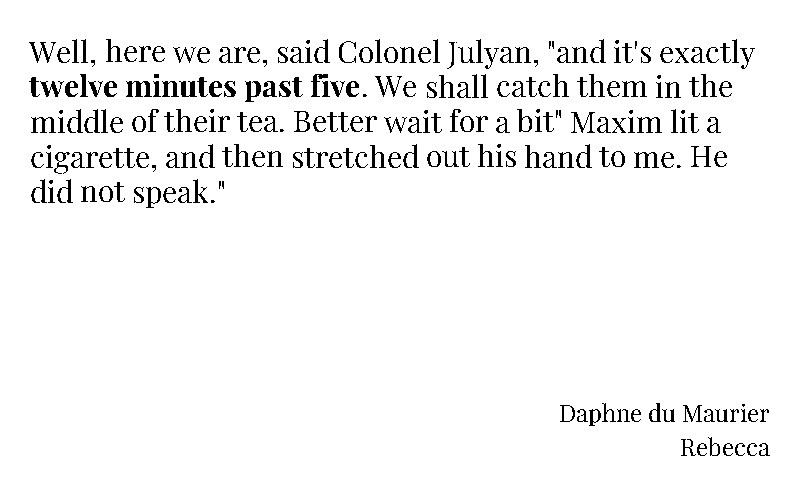 Well, here we are, said Colonel Julyan, "and it's exactly
twelve minutes past five. We shall catch them in the
middle of their tea. Better wait for a bit" Maxim lit a
cigarette, and then stretched out his hand to me. He
did not speak."
Daphne du Maurier
Rebecca